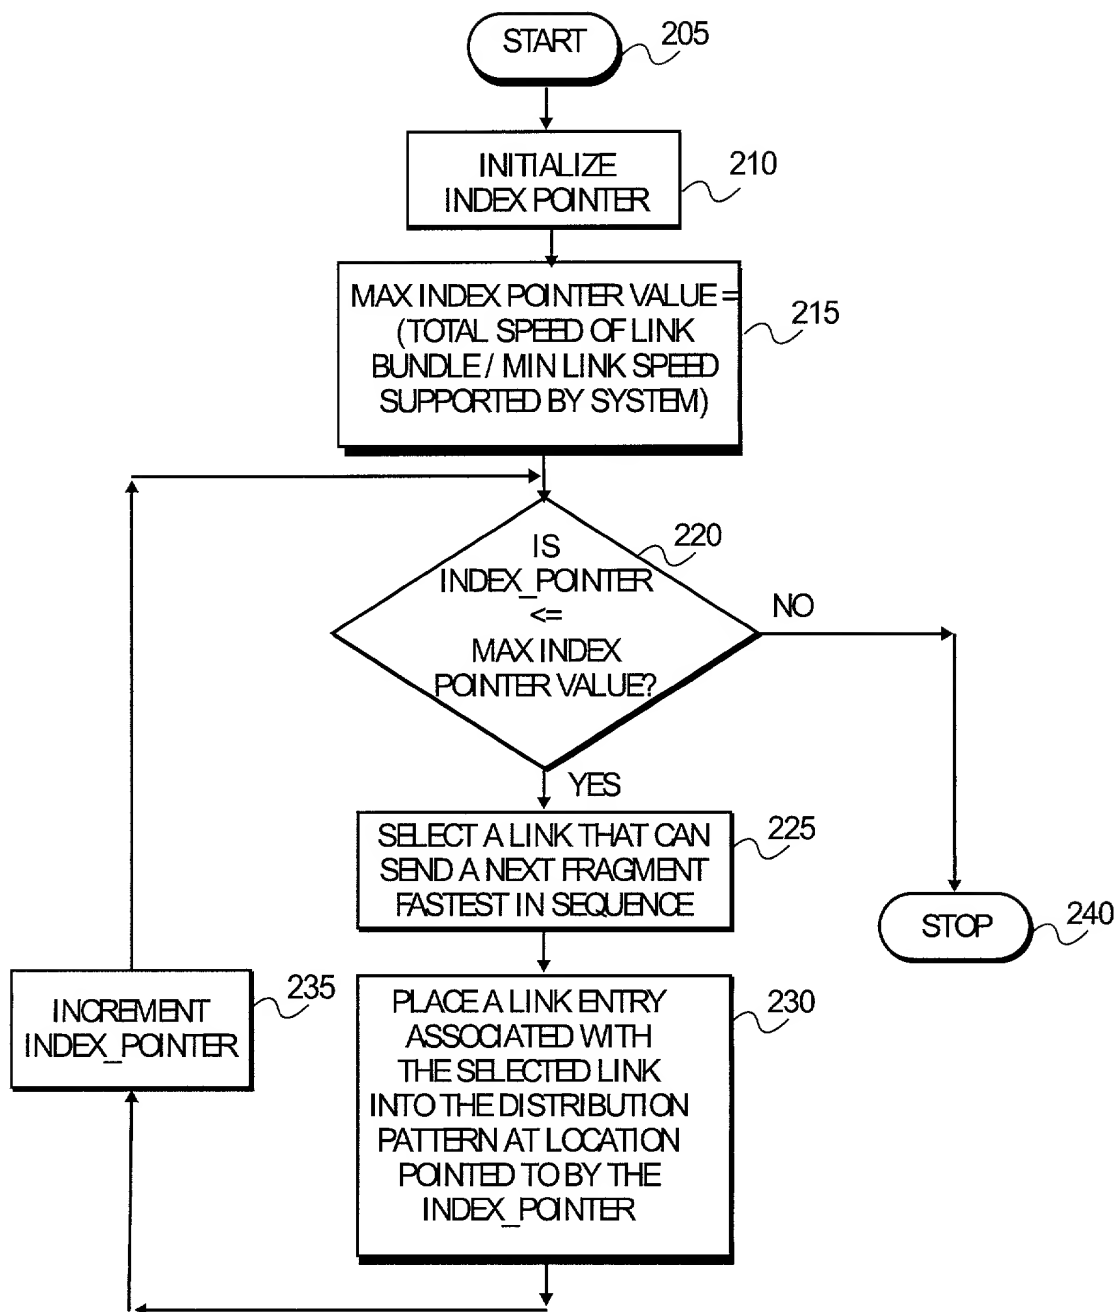 START
205
INITIALIZE
INDEX POINTER
210
MAX INDEX POINTER VALUE =
(TOTAL SPEED OF LINK
BUNDLE / MIN LINK SPEED
SUPPORTED BY SYSTEM)
215
IS
INDEX_POINTER
<=
MAX INDEX
POINTER VALUE?
220
NO
YES
SELECT A LINK THAT CAN
SEND A NEXT FRAGMENT
FASTEST IN SEQUENCE
225
STOP
240
PLACE A LINK ENTRY
ASSOCIATED WITH
THE SELECTED LINK
INTO THE DISTRIBUTION
PATTERN AT LOCATION
POINTED TO BY THE
INDEX_POINTER
230
INCREMENT
INDEX_POINTER
235